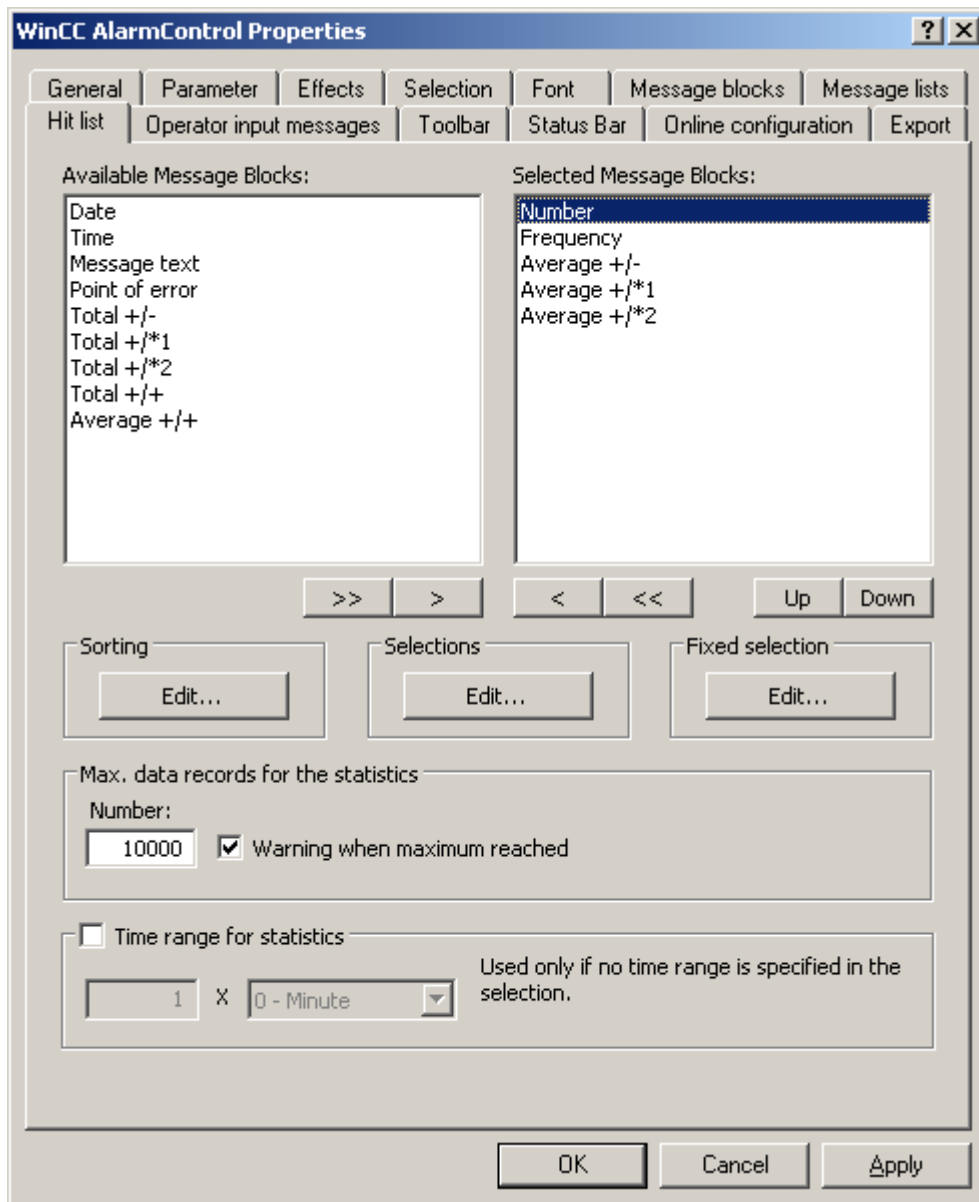 WinCC AlarmControl Properties
General Parameter Effects Selection Font Message blocks Message lists
Hit list Operator input messages Toolbar Status Bar Online configuration Export
Available Message Blocks:
Date
Time
Message text
Point of error
Total +/-
Total +/*1
Total +/*2
Total +/+
Average +/+
Selected Message Blocks:
Number
Frequency
Average +/-
Average +/*1
Average +/*2
>> > < << Up Down
Sorting Selections Fixed selection
Edit... Edit... Edit...
Max. data records for the statistics
Number:
10000 Warning when maximum reached
Time range for statistics
1 X 0 - Minute
Used only if no time range is specified in the
selection.
OK Cancel Apply